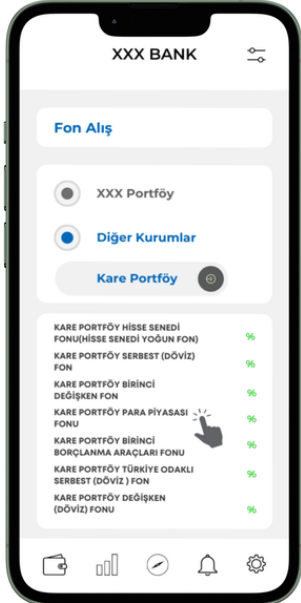 XXX BANK
Fon Alış
XXX Portföy
Diğer Kurumlar
Kare Portföy
KARE PORTFÖY HİSSE SENEDİ
FONU(HİSSE SENEDİ YOĞUN FON)
%
KARE PORTFÖY SERBEST (DÖVİZ)
FON
%
KARE PORTFÖY BİRİNCİ
DEĞİŞKEN FON
%
KARE PORTFÖY PARA PİYASASI
FONU
%
KARE PORTFÖY BİRİNCİ
BORÇLANMA ARAÇLARI FONU
%
KARE PORTFÖY TÜRKİYE ODAKLI
SERBEST (DÖVİZ ) FON
%
KARE PORTFÖY DEĞİŞKEN
(DÖVİZ) FONU
%